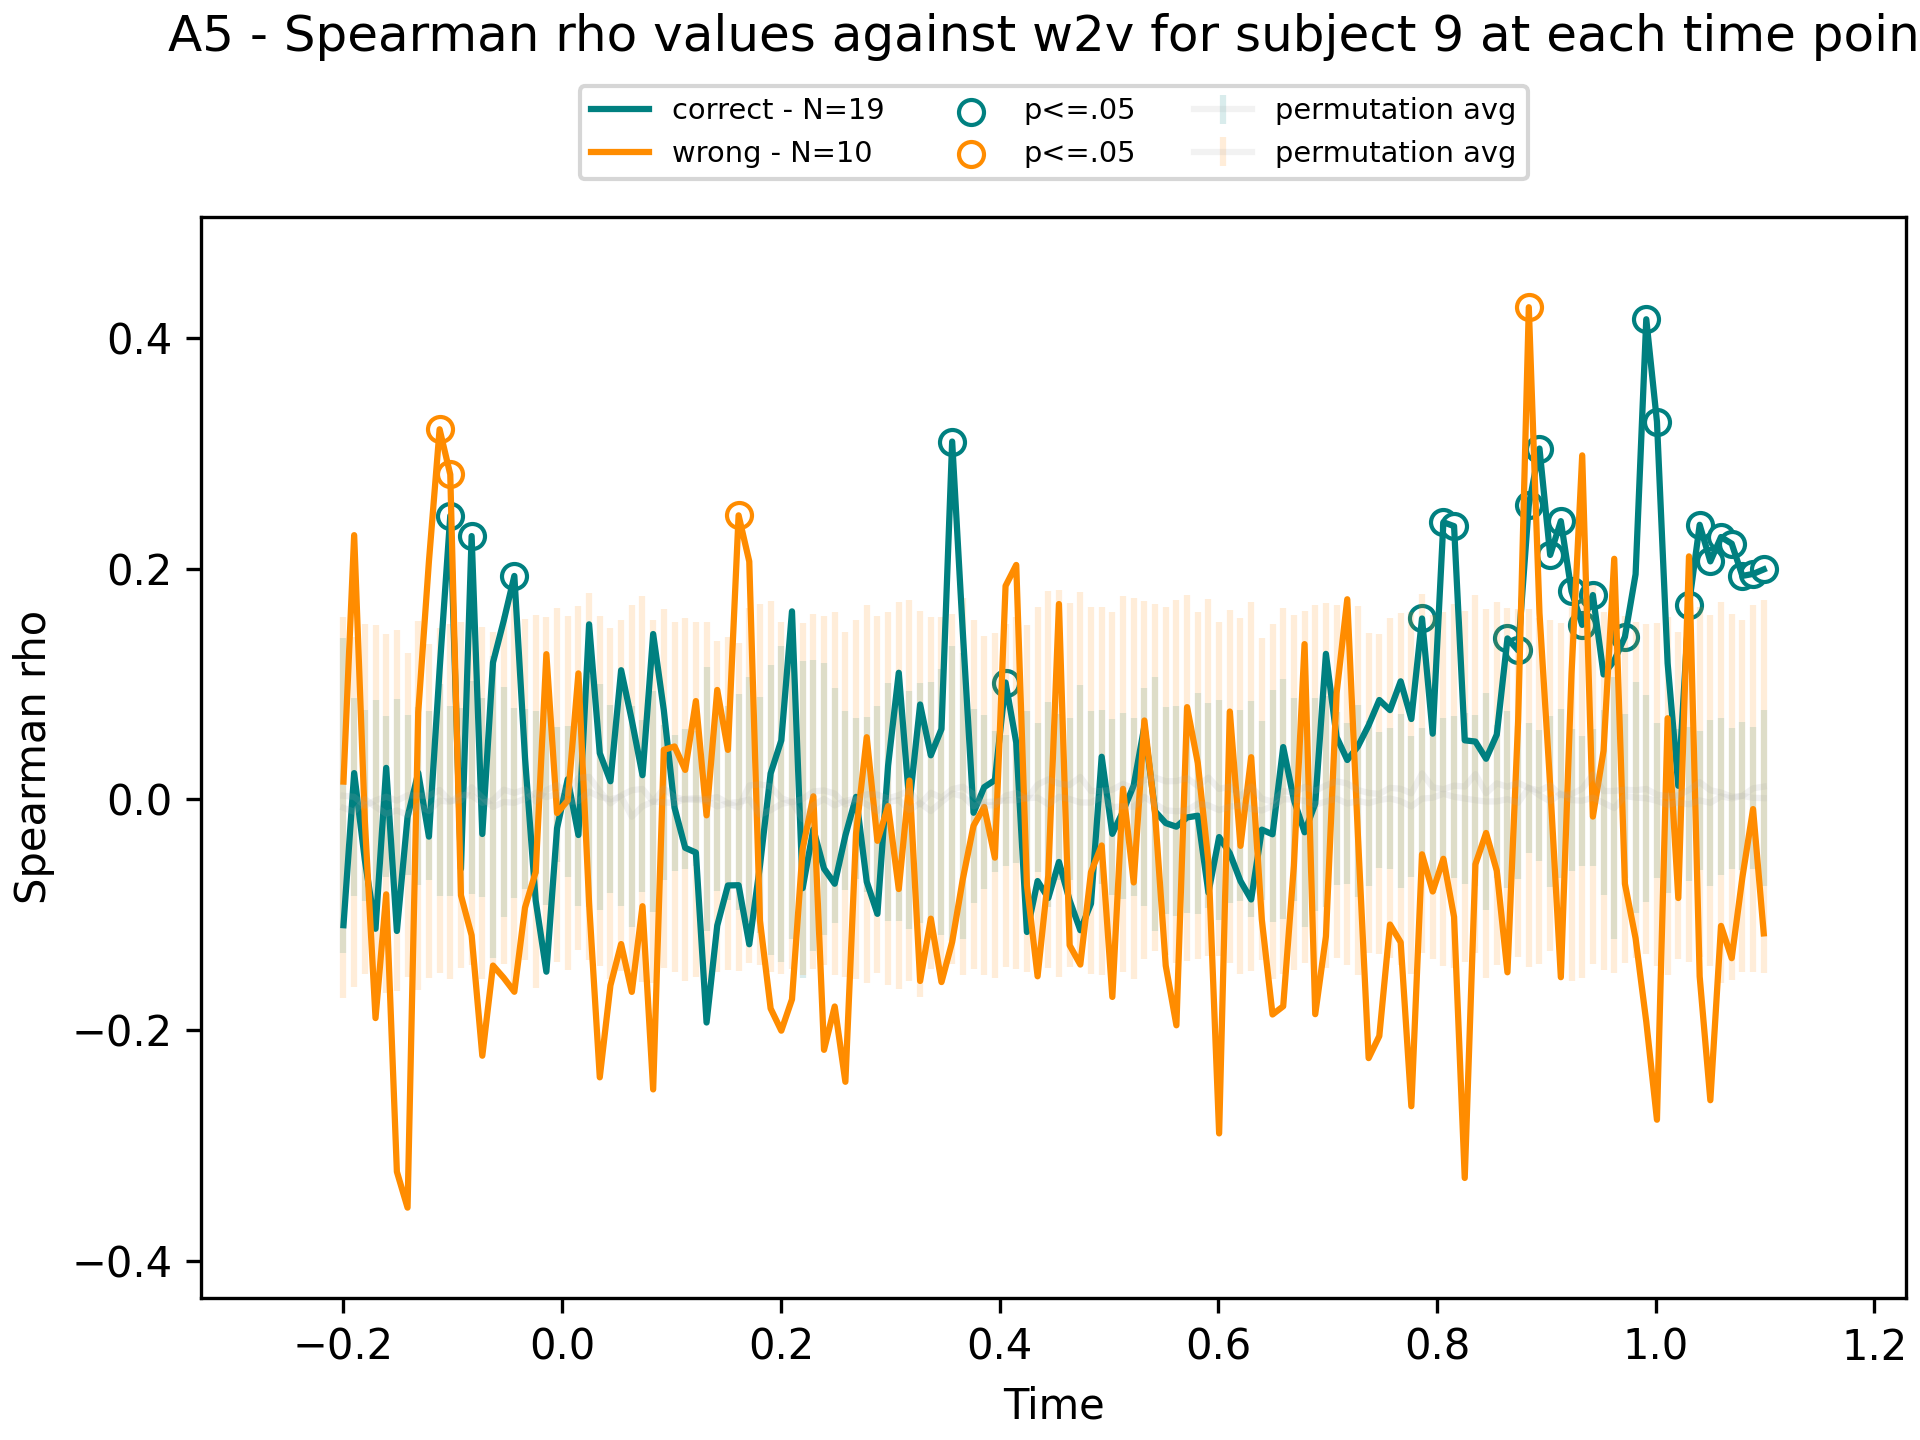 A5 - Spearman rho values against w2v for subject 9 at each time poin
correct - N=19
wrong - N=10
p<=.05
p<=.05
permutation avg
permutation avg
Spearman rho
0.4
0.2
0.0
−0.2
−0.4
−0.2 0.0 0.2 0.4 0.6 0.8 1.0 1.2
Time